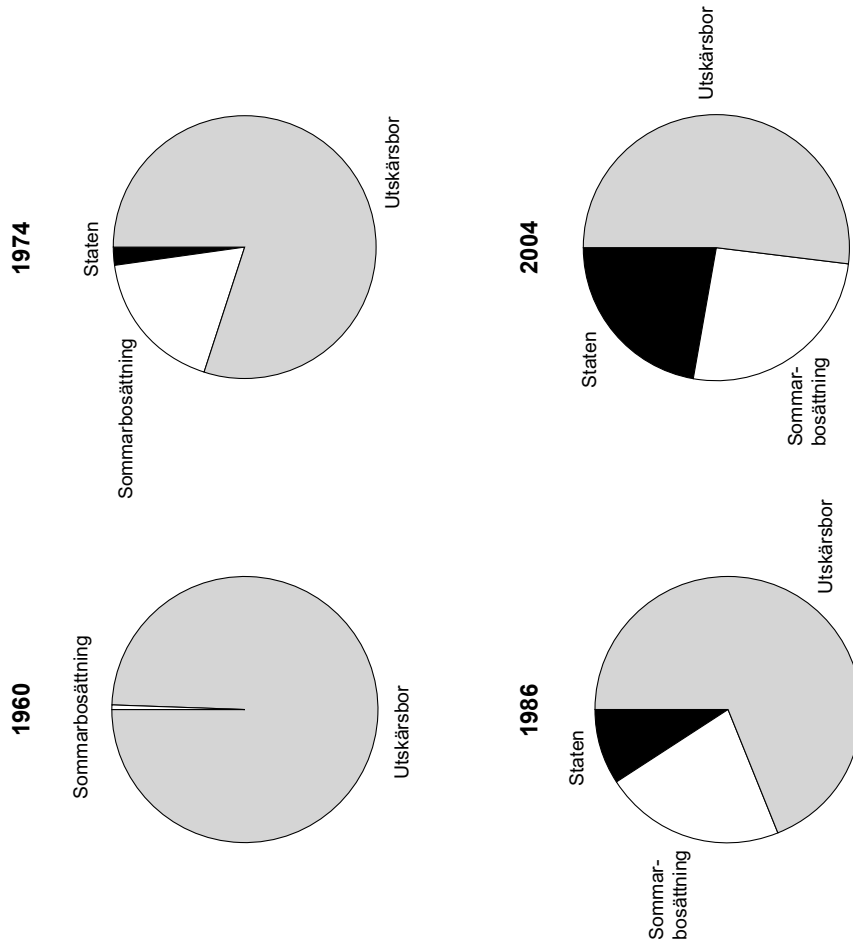 1960
Sommarbosättning
Utskärsbor
1974
Staten
Sommarbosättning
Utskärsbor
1986
Staten
Sommar-
bosättning
Utskärsbor
2004
Staten
Sommar-
bosättning
Utskärsbor